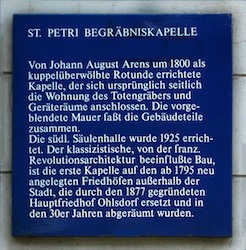 ST. PETRI BEGRÄBNISKAPELLE
Von Johann August Arens um 1800 als
kuppelüberwölbte Rotunde errichtete
Kapelle, der sich ursprünglich seitlich
die Wohnung des Totengräbers und
Geräteräume anschlossen. Die vorge-
blendete Mauer faßt die Gebäudeteile
zusammen.
Die südl. Säulenhalle wurde 1925 errich-
tet. Der klassizistische, von der franz.
Revolutionsarchitektur beeinflußte Bau,
ist die erste Kapelle auf den ab 1795 neu
angelegten Friedhöfen außerhalb der
Stadt, die durch den 1877 gegründeten
Hauptfriedhof Ohlsdorf ersetzt und in
den 30er Jahren abgeräumt wurden.